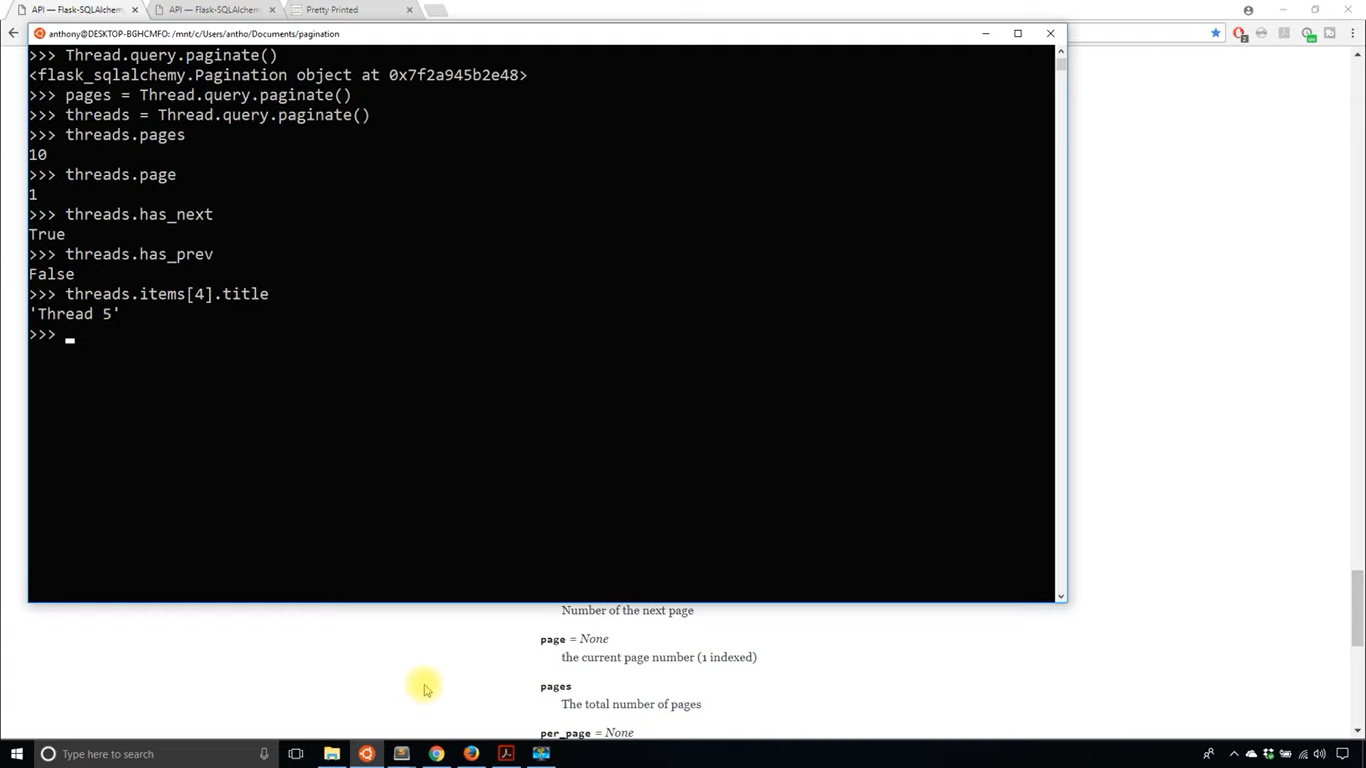 API — Flask-SQLAlchem
API — Flask-SQLAlchem
Pretty Printed
anthony@DESKTOP-BGHCMFO: /mnt/c/Users/antho/Documents/pagination
>>> Thread.query.paginate()
<flask_sqlalchemy.Pagination object at 0x7f2a945b2e48>
>>> pages = Thread.query.paginate()
>>> threads = Thread.query.paginate()
>>> threads.pages
10
>>> threads.page
1
>>> threads.has_next
True
>>> threads.has_prev
False
>>> threads.items[4].title
'Thread 5'
>>>
Number of the next page
page = None
the current page number (1 indexed)
pages
The total number of pages
per_page = None
Type here to search